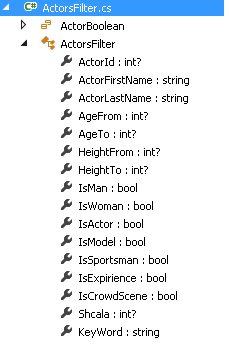 C# ActorsFilter.cs
ActorBoolean
ActorsFilter
ActorId : int?
ActorFirstName : string
ActorLastName : string
AgeFrom : int?
AgeTo : int?
HeightFrom : int?
HeightTo : int?
IsMan : bool
IsWoman : bool
IsActor : bool
IsModel : bool
IsSportsman : bool
IsExpirience : bool
IsCrowdScene : bool
Shcala : int?
KeyWord : string